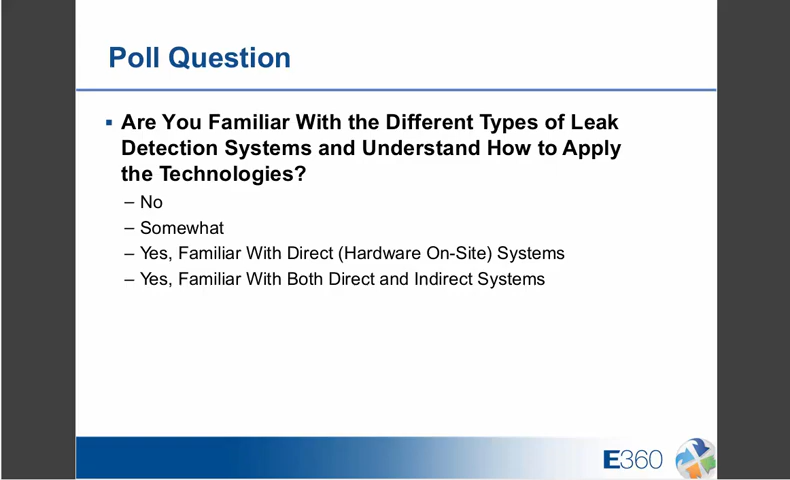 Poll Question
▪ Are You Familiar With the Different Types of Leak
Detection Systems and Understand How to Apply
the Technologies?
– No
– Somewhat
– Yes, Familiar With Direct (Hardware On-Site) Systems
– Yes, Familiar With Both Direct and Indirect Systems
E360